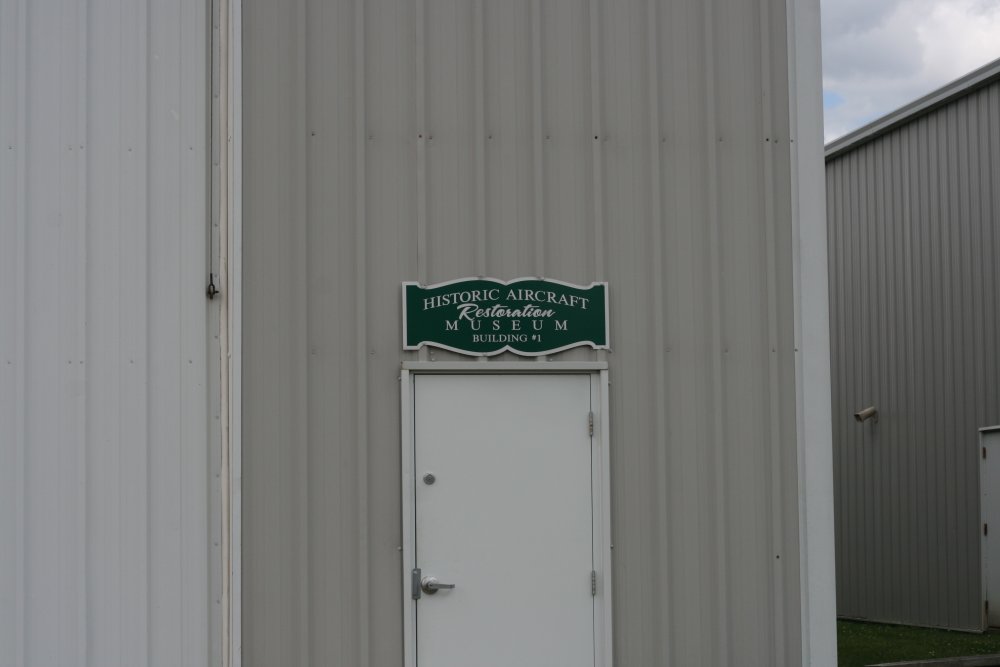 HISTORIC AIRCRAFT
Restoration
MUSEUM
BUILDING #1